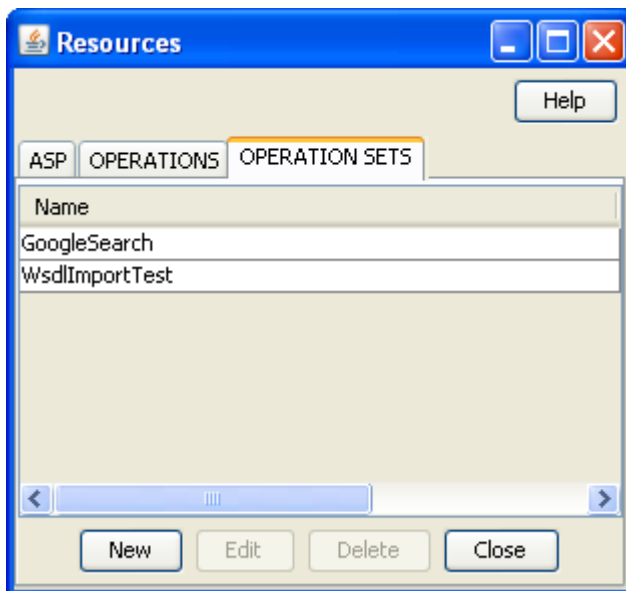 Resources
Help
ASP OPERATIONS OPERATION SETS
Name
GoogleSearch
WsdlImportTest
New Edit Delete Close